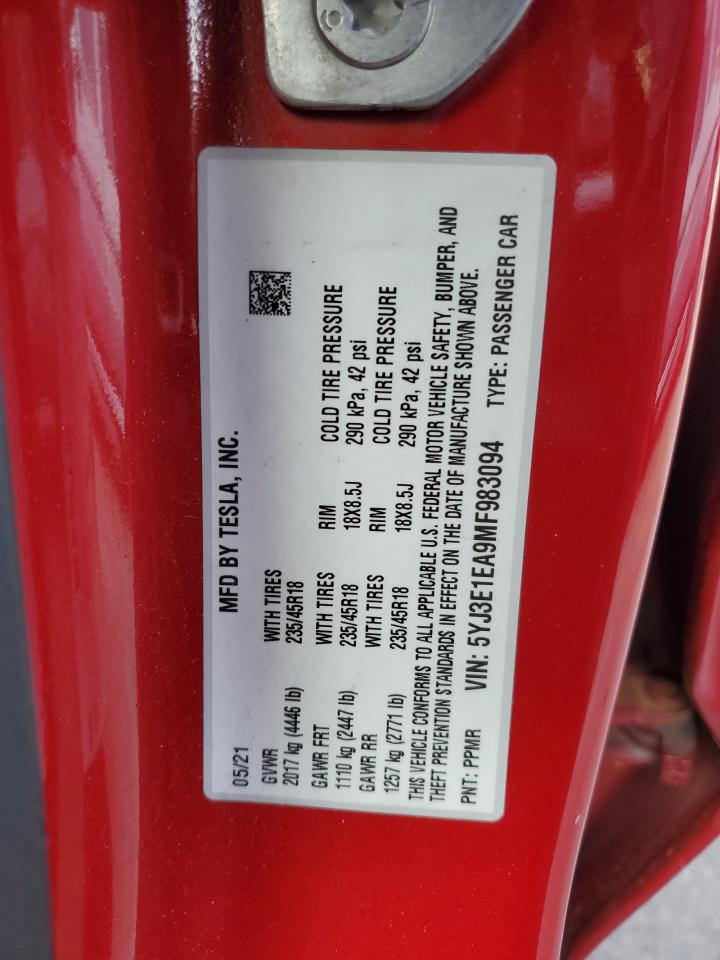 MFD BY TESLA, INC.
05/21
GVWR WITH TIRES
2017 kg (4446 lb) 235/45R18
GAWR FRT WITH TIRES RIM COLD TIRE PRESSURE
1110 kg (2447 lb) 235/45R18 18X8.5J 290 kPa, 42 psi
GAWR RR WITH TIRES RIM COLD TIRE PRESSURE
1257 kg (2771 lb) 235/45R18 18X8.5J 290 kPa, 42 psi
THIS VEHICLE CONFORMS TO ALL APPLICABLE U.S. FEDERAL MOTOR VEHICLE SAFETY, BUMPER, AND
THEFT PREVENTION STANDARDS IN EFFECT ON THE DATE OF MANUFACTURE SHOWN ABOVE.
PNT: PPMR VIN: 5YJ3E1EA9MF983094 TYPE: PASSENGER CAR